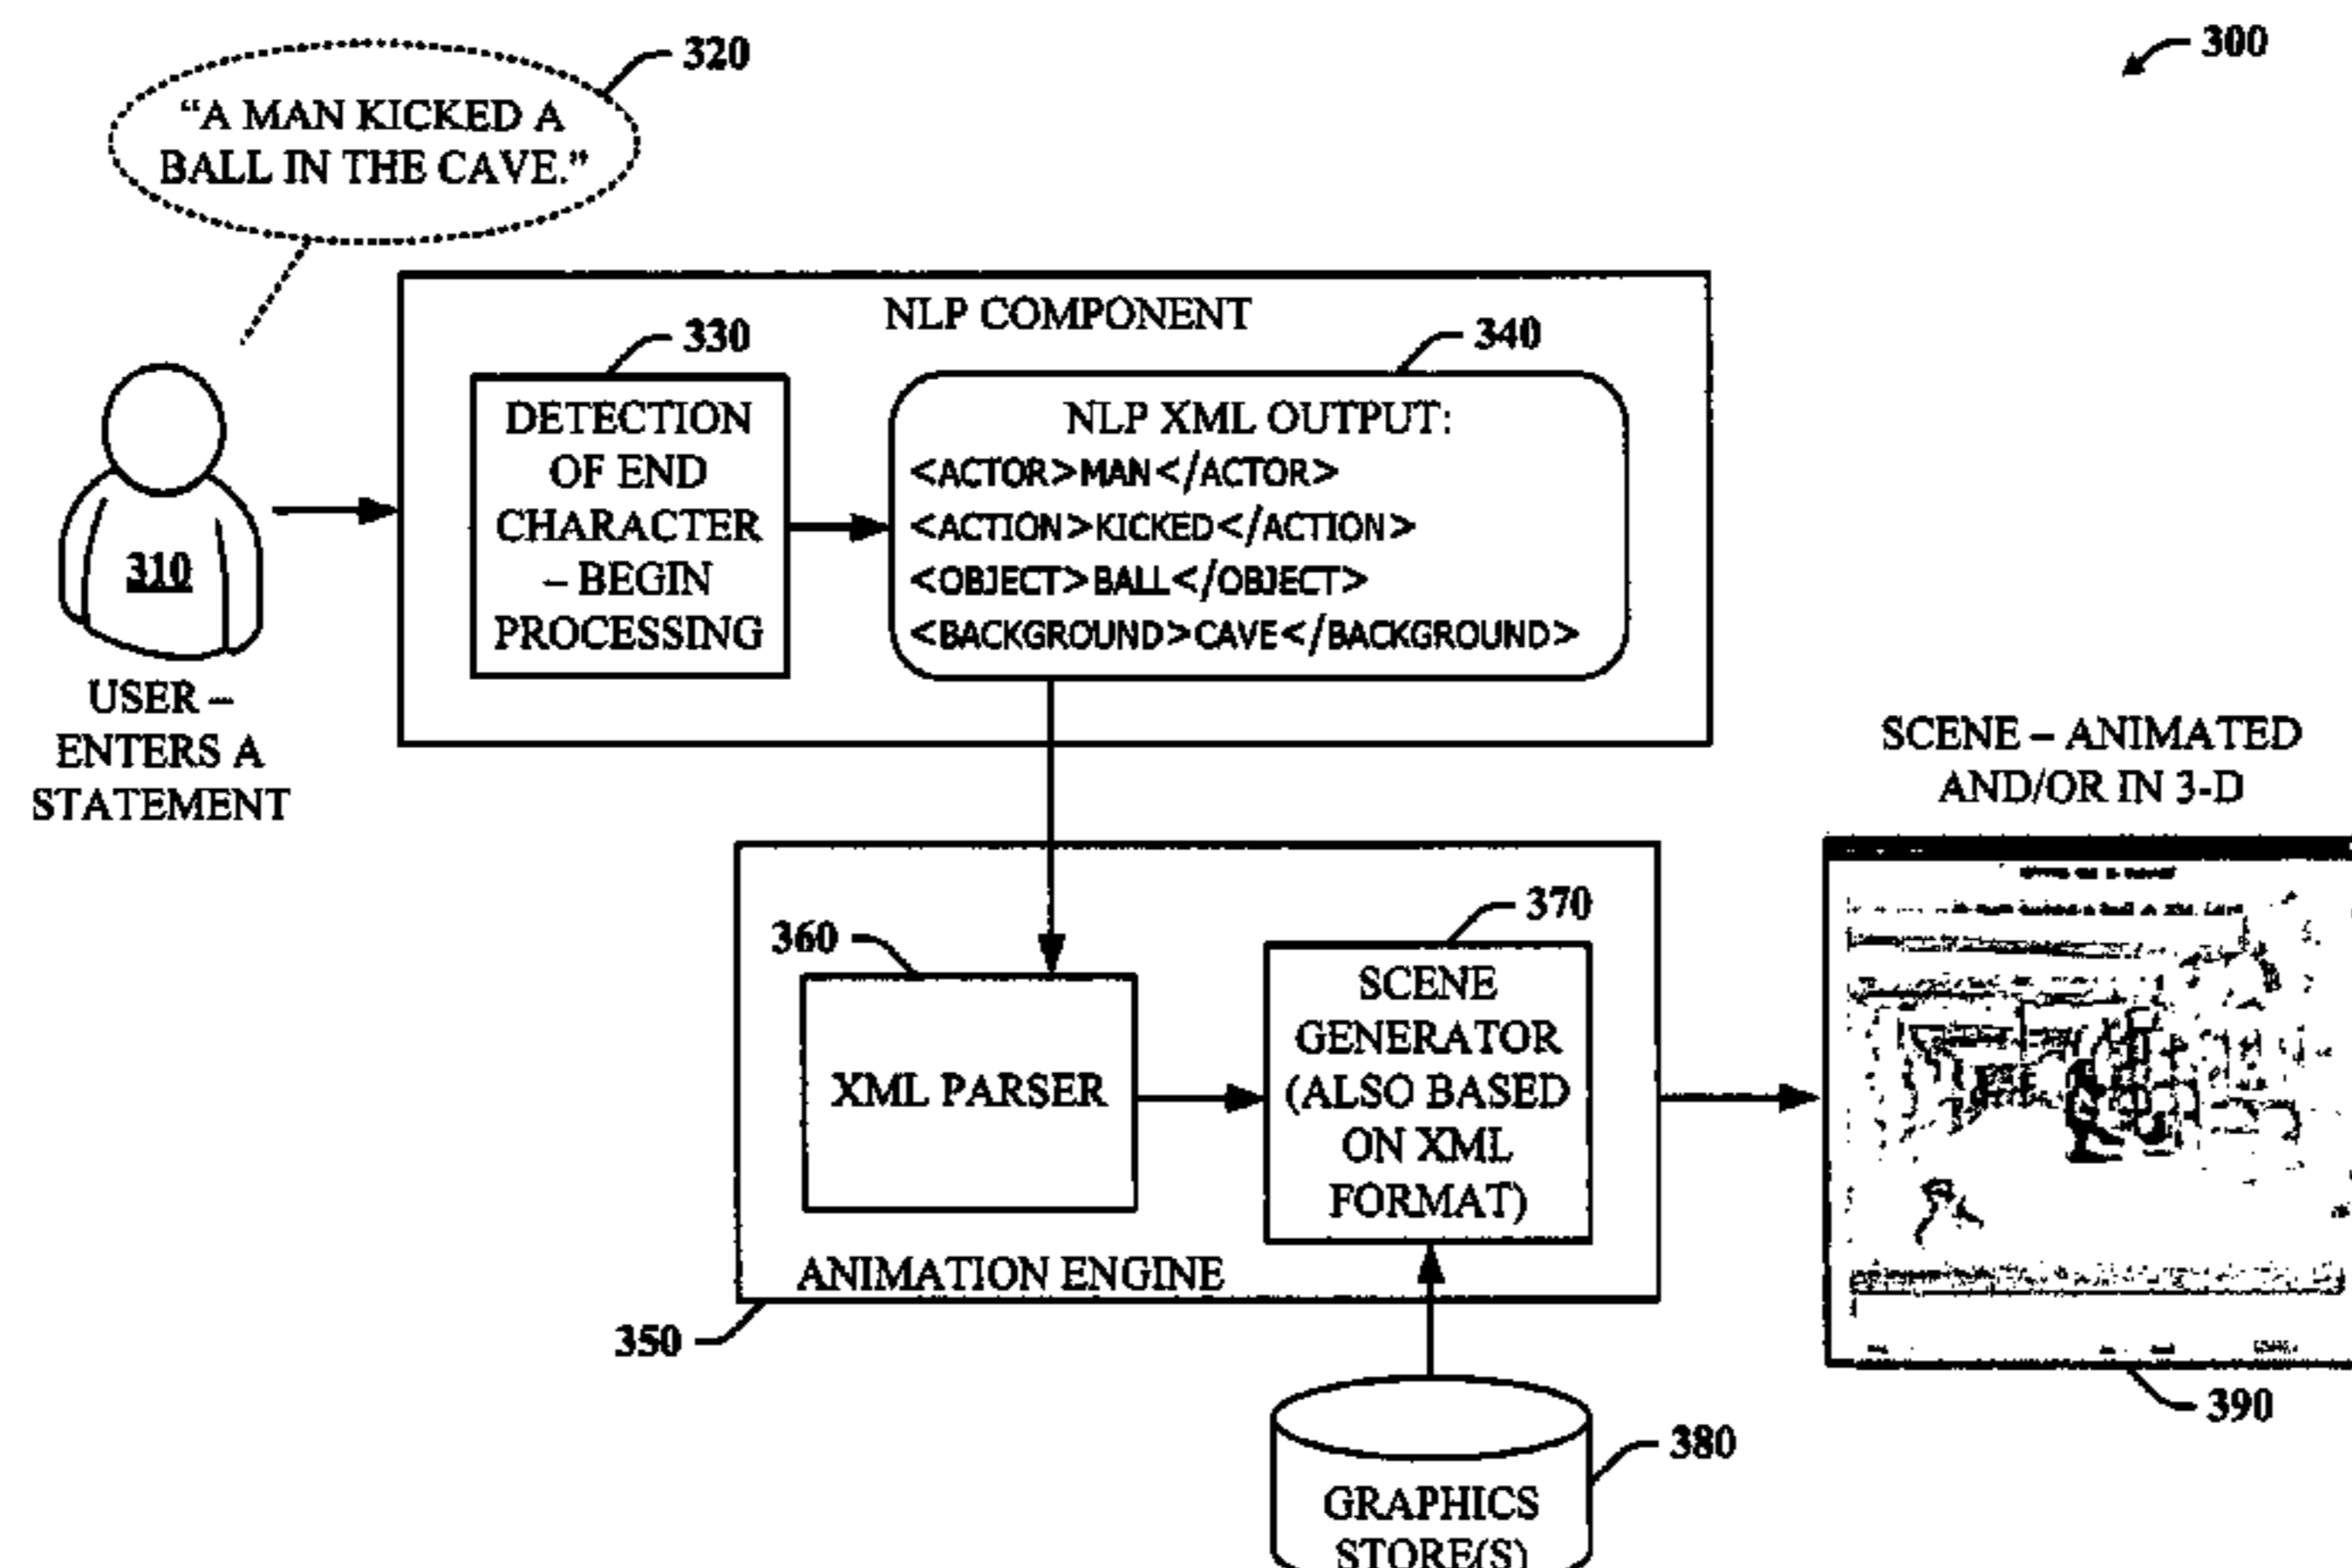 320
300
“A MAN KICKED A
BALL IN THE CAVE.”
NLP COMPONENT
330
340
DETECTION
OF END
CHARACTER
– BEGIN
PROCESSING
NLP XML OUTPUT:
<ACTOR>MAN</ACTOR>
<ACTION>KICKED</ACTION>
<OBJECT>BALL</OBJECT>
<BACKGROUND>CAVE</BACKGROUND>
310
USER –
ENTERS A
STATEMENT
SCENE – ANIMATED
AND/OR IN 3-D
360
370
XML PARSER
SCENE
GENERATOR
(ALSO BASED
ON XML
FORMAT)
ANIMATION ENGINE
350
390
380
GRAPHICS
STORE(S)